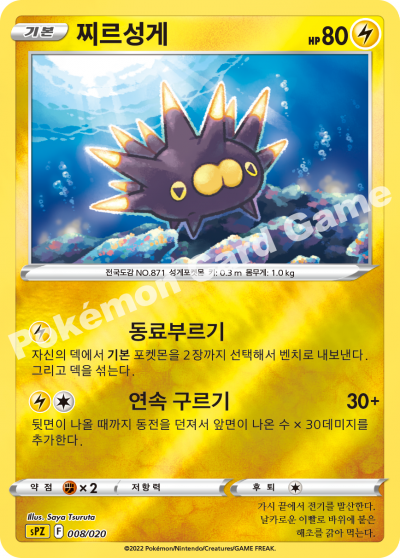 기본 찌르성게 HP 80
전국도감 NO.871 성게포켓몬 키: 0.3 m 몸무게: 1.0 kg
동료부르기
자신의 덱에서 기본 포켓몬을 2장까지 선택해서 벤치로 내보낸다.
그리고 덱을 섞는다.
연속 구르기 30+
뒷면이 나올 때까지 동전을 던져서 앞면이 나온 수 × 30데미지를
추가한다.
약점 ×2 저항력 후퇴
Illus. Saya Tsuruta
sPZ F 008/020
가시 끝에서 전기를 발산한다.
날카로운 이빨로 바위에 붙은
해초를 갉아 먹는다.
©2022 Pokémon/Nintendo/Creatures/GAME FREAK.
Pokémon Card Game